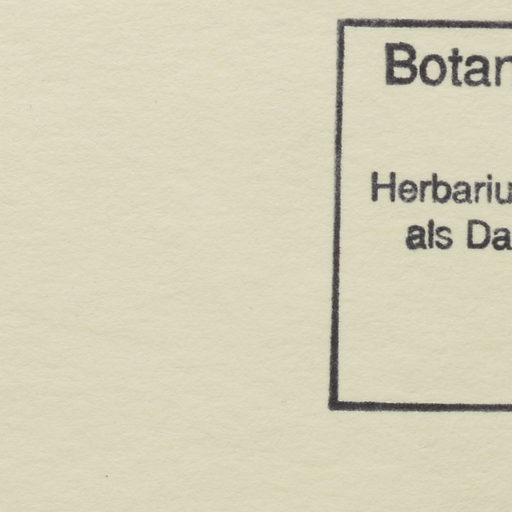 Botan
Herbariu
als Da